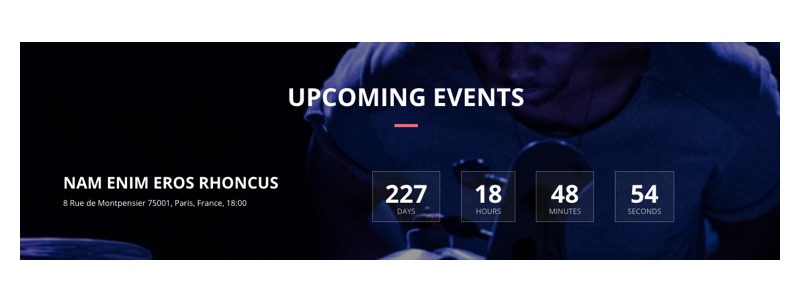 UPCOMING EVENTS
NAM ENIM EROS RHONCUS
8 Rue de Montpensier 75001, Paris, France, 18:00
227 18 48 54
DAYS HOURS MINUTES SECONDS